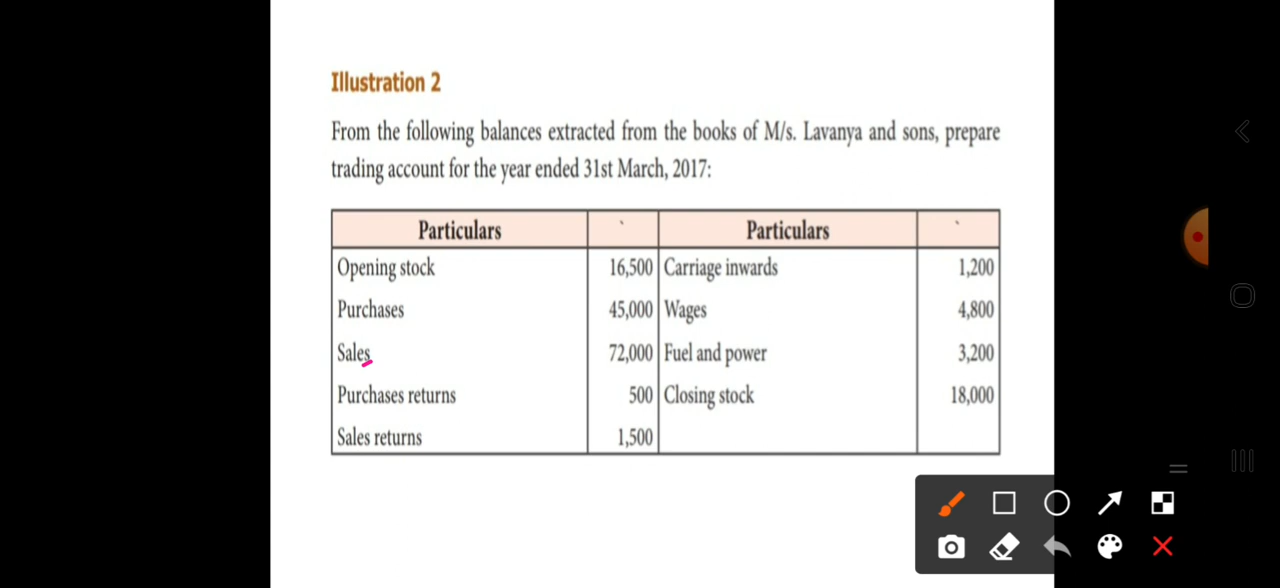 Illustration 2
From the following balances extracted from the books of M/s. Lavanya and sons, prepare
trading account for the year ended 31st March, 2017:
Particulars ` Particulars `
Opening stock 16,500 Carriage inwards 1,200
Purchases 45,000 Wages 4,800
Sales 72,000 Fuel and power 3,200
Purchases returns 500 Closing stock 18,000
Sales returns 1,500